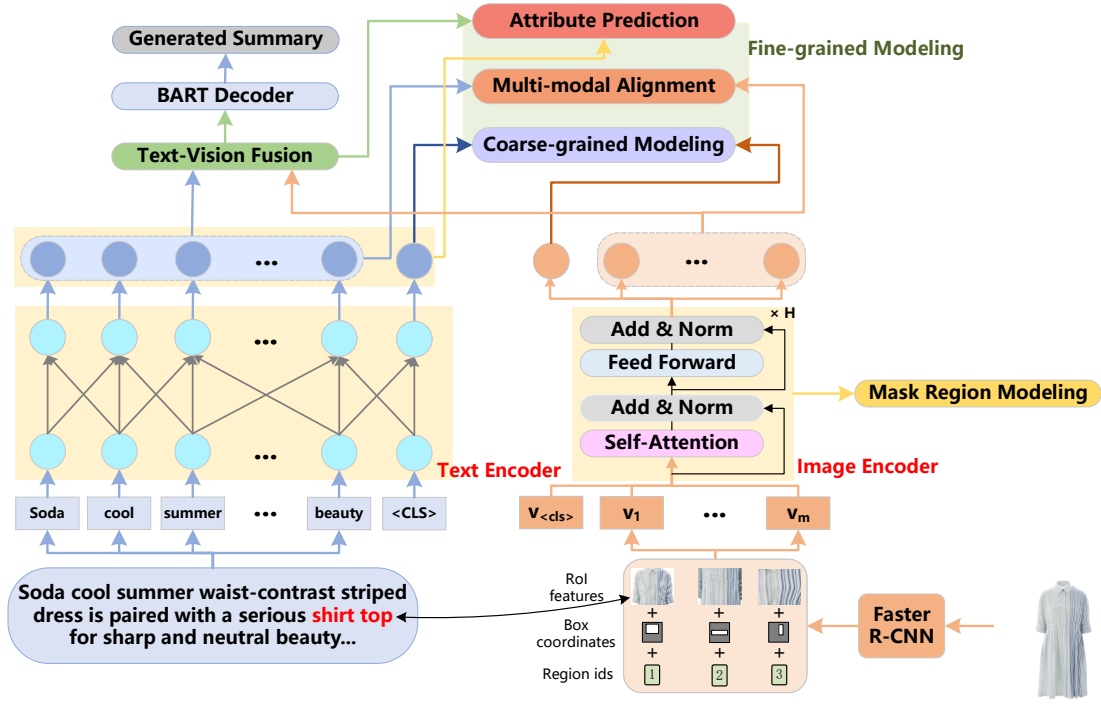 Attribute Prediction
Generated Summary
Fine-grained Modeling
BART Decoder
Multi-modal Alignment
Text-Vision Fusion
Coarse-grained Modeling
...
...
× H
Add & Norm
Feed Forward
...
Mask Region Modeling
Add & Norm
Self-Attention
...
Text Encoder
Image Encoder
Soda cool summer ... beauty <CLS>
v<cls> v1 ... vm
Soda cool summer waist-contrast striped
dress is paired with a serious shirt top
for sharp and neutral beauty...
RoI
features
+ + +
Box
coordinates
+ + +
Region ids
1 2 3
Faster
R-CNN